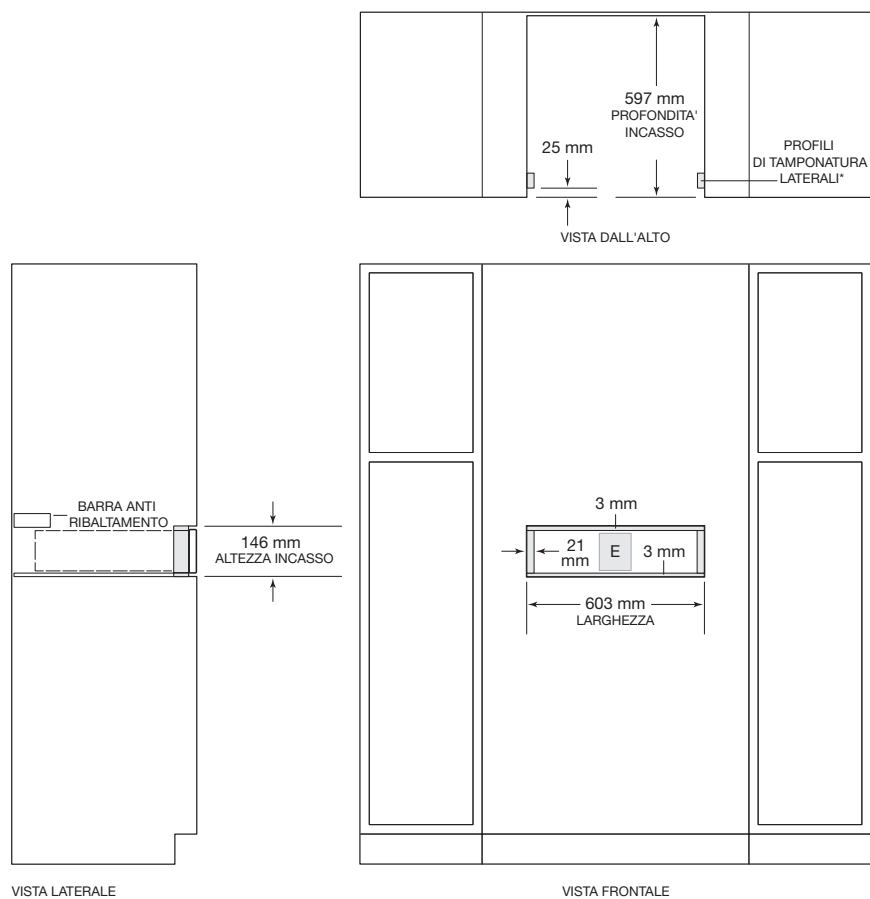 597 mm
PROFONDITA'
INCASSO
25 mm
PROFILI
DI TAMPONATURA
LATERALI*
VISTA DALL'ALTO
BARRA ANTI
RIBALTAMENTO
146 mm
ALTEZZA INCASSO
3 mm
21
mm
E
3 mm
603 mm
LARGHEZZA
VISTA LATERALE
VISTA FRONTALE